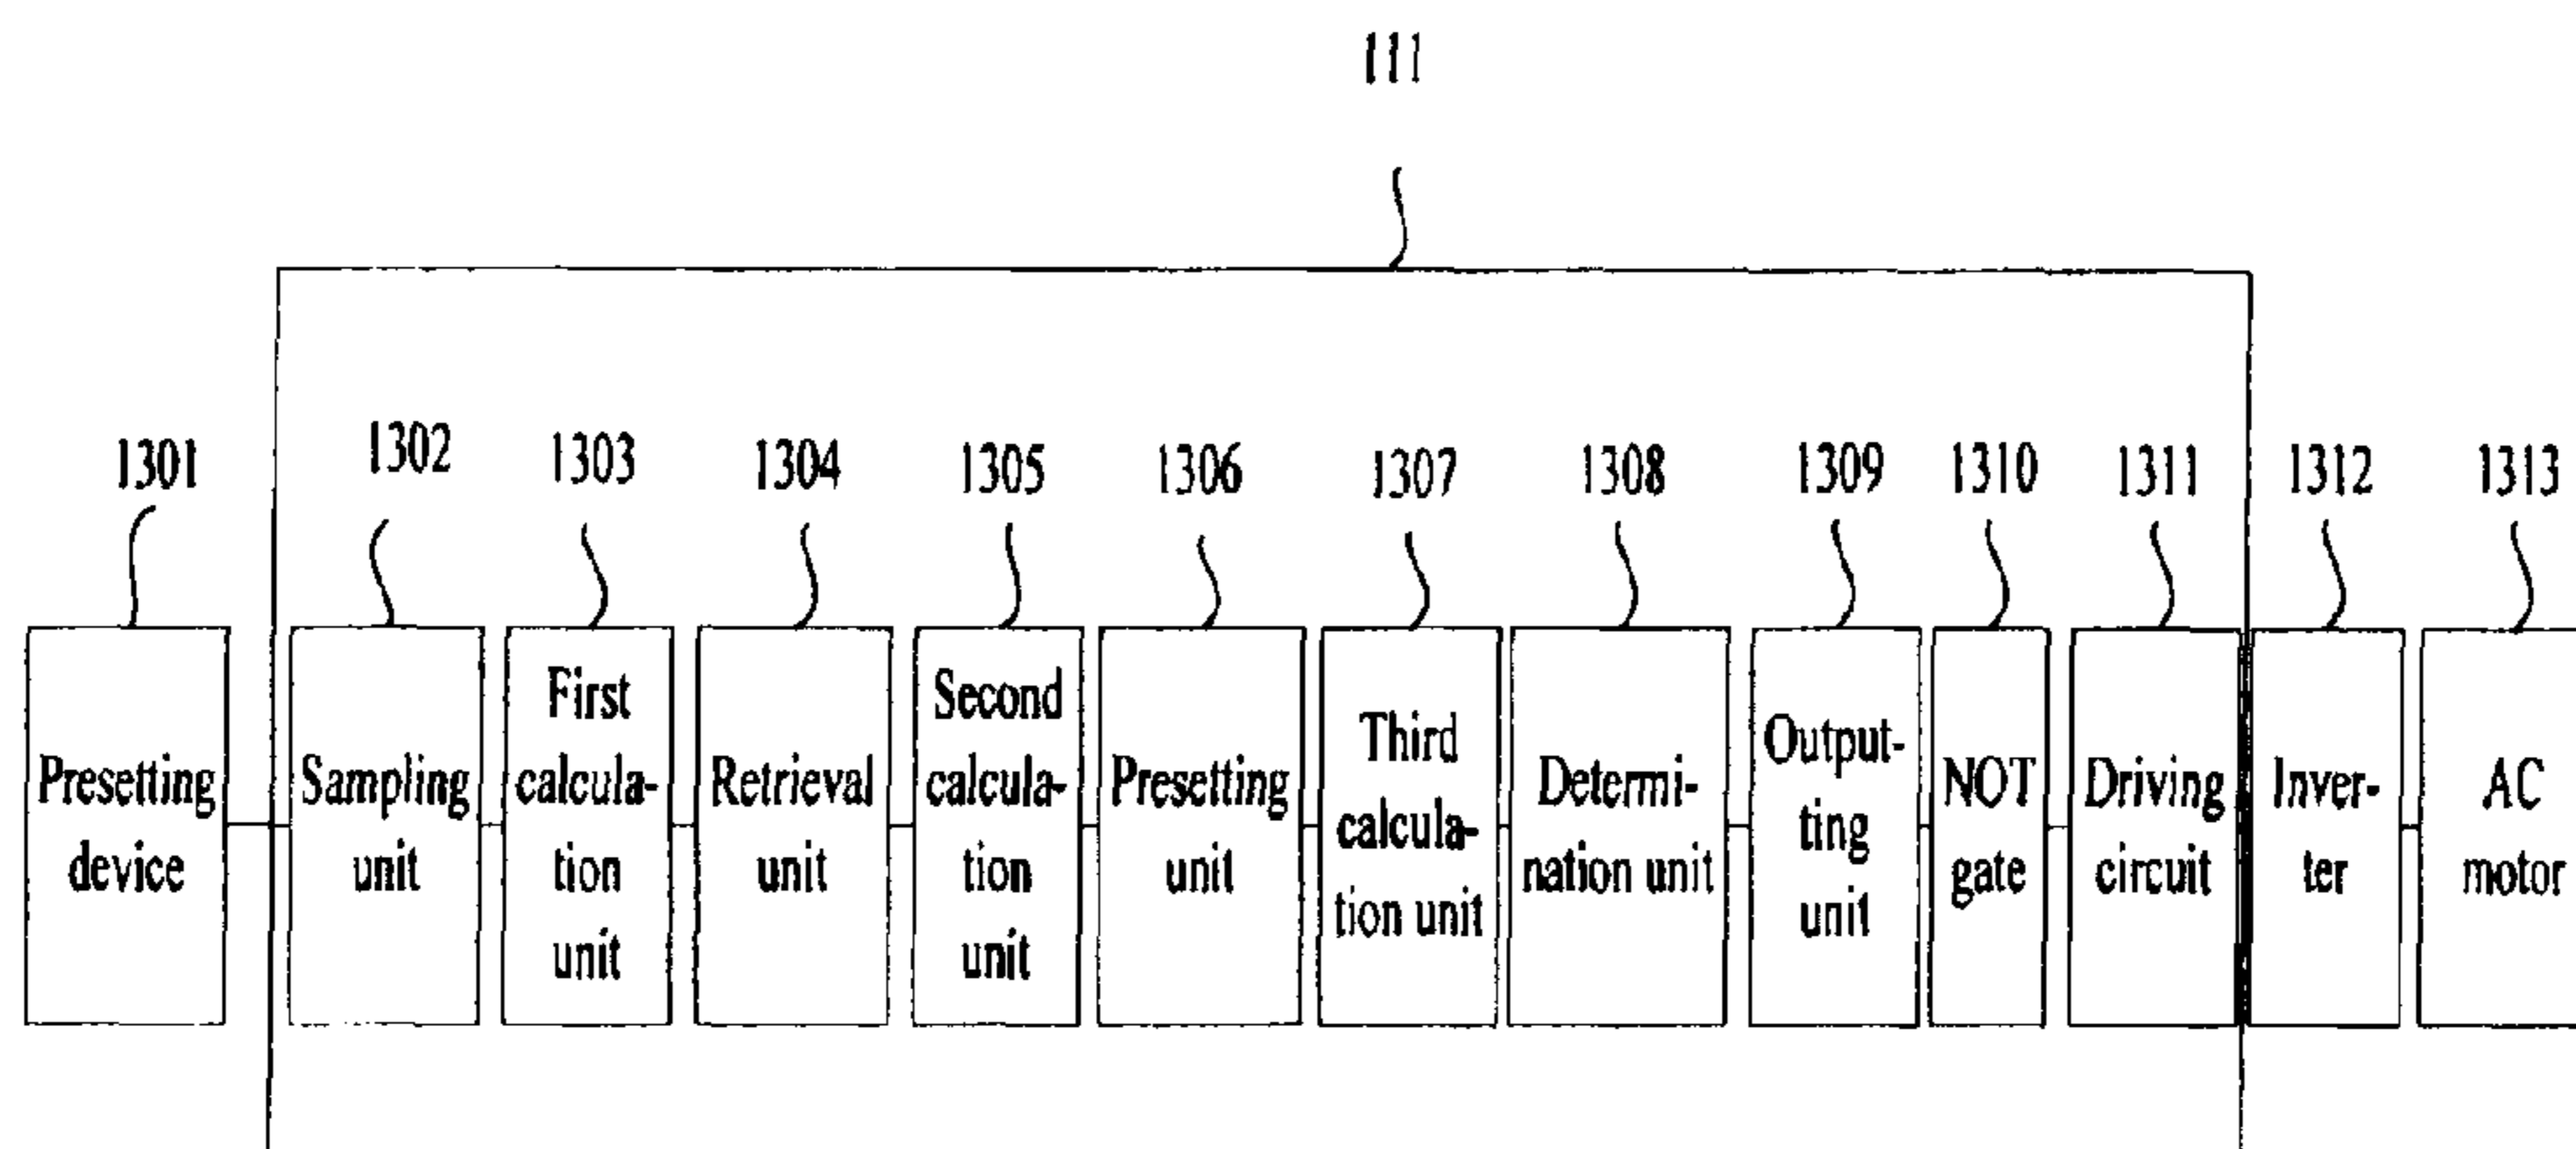 111
1301
1302
1303
1304
1305
1306
1307
1308
1309
1310
1311
1312
1313
Presetting
device
Sampling
unit
First
calcula-
tion
unit
Retrieval
unit
Second
calcula-
tion
unit
Presetting
unit
Third
calcula-
tion unit
Determi-
nation unit
Output-
ting
unit
NOT
gate
Driving
circuit
Inver-
ter
AC
motor